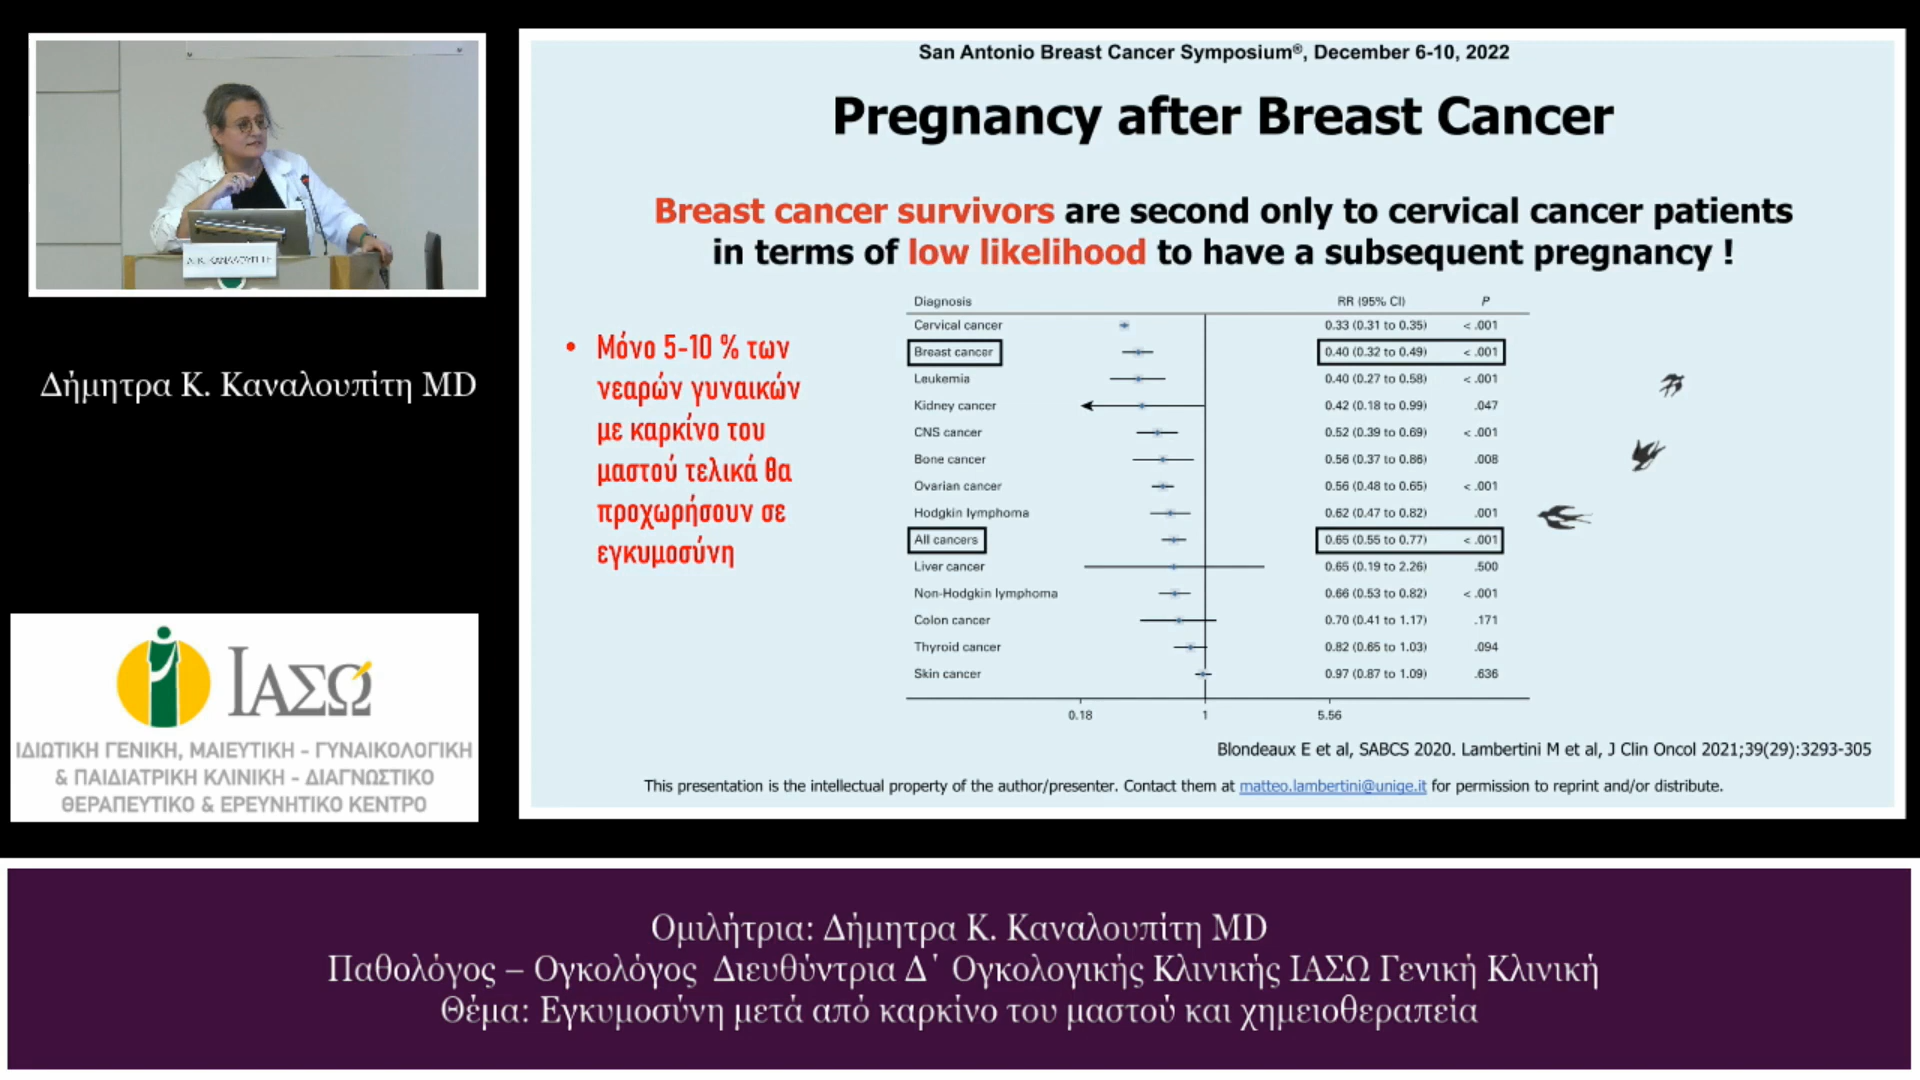 San Antonio Breast Cancer Symposium®, December 6-10, 2022
Pregnancy after Breast Cancer
Breast cancer survivors are second only to cervical cancer patients
in terms of low likelihood to have a subsequent pregnancy !
• Μόνο 5-10 % των
νεαρών γυναικών
με καρκίνο του
μαστού τελικά θα
προχωρήσουν σε
εγκυμοσύνη
Diagnosis RR (95% CI) P
Cervical cancer 0.33 (0.31 to 0.35) < .001
Breast cancer 0.40 (0.32 to 0.49) < .001
Leukemia 0.40 (0.27 to 0.58) < .001
Kidney cancer 0.42 (0.18 to 0.99) .047
CNS cancer 0.52 (0.39 to 0.69) < .001
Bone cancer 0.56 (0.37 to 0.86) .008
Ovarian cancer 0.56 (0.48 to 0.65) < .001
Hodgkin lymphoma 0.62 (0.47 to 0.82) .001
All cancers 0.65 (0.55 to 0.77) < .001
Liver cancer 0.65 (0.19 to 2.26) .500
Non-Hodgkin lymphoma 0.66 (0.53 to 0.82) < .001
Colon cancer 0.70 (0.41 to 1.17) .171
Thyroid cancer 0.82 (0.65 to 1.03) .094
Skin cancer 0.97 (0.87 to 1.09) .636
0.18 1 5.56
Blondeaux E et al, SABCS 2020. Lambertini M et al, J Clin Oncol 2021;39(29):3293-305
This presentation is the intellectual property of the author/presenter. Contact them at matteo.lambertini@unige.it for permission to reprint and/or distribute.
Δήμητρα Κ. Καναλουπίτη MD
ΙΑΣΩ
ΙΔΙΩΤΙΚΗ ΓΕΝΙΚΗ, ΜΑΙΕΥΤΙΚΗ - ΓΥΝΑΙΚΟΛΟΓΙΚΗ
& ΠΑΙΔΙΑΤΡΙΚΗ ΚΛΙΝΙΚΗ - ΔΙΑΓΝΩΣΤΙΚΟ
ΘΕΡΑΠΕΥΤΙΚΟ & ΕΡΕΥΝΗΤΙΚΟ ΚΕΝΤΡΟ
Ομιλήτρια: Δήμητρα Κ. Καναλουπίτη MD
Παθολόγος – Ογκολόγος Διευθύντρια Δ΄ Ογκολογικής Κλινικής ΙΑΣΩ Γενική Κλινική
Θέμα: Εγκυμοσύνη μετά από καρκίνο του μαστού και χημειοθεραπεία